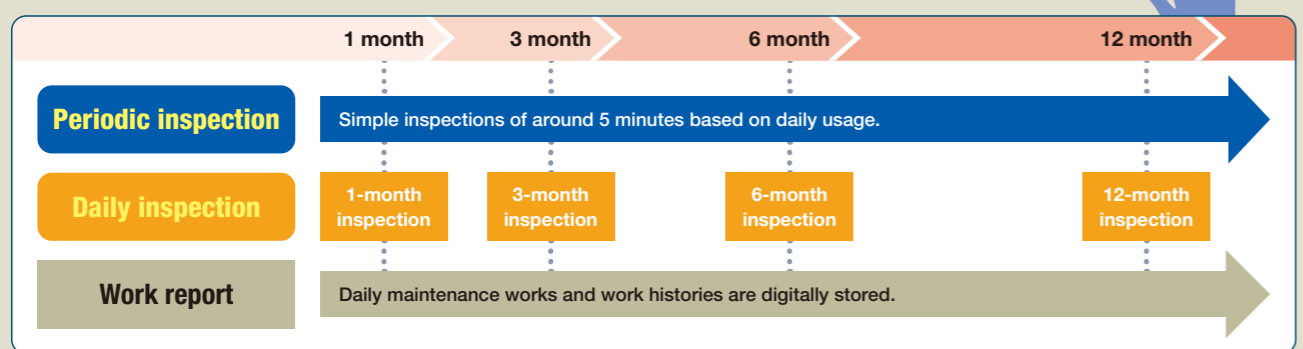 1 month 3 month 6 month 12 month
Periodic inspection
Simple inspections of around 5 minutes based on daily usage.
Daily inspection
1-month
inspection
3-month
inspection
6-month
inspection
12-month
inspection
Work report
Daily maintenance works and work histories are digitally stored.